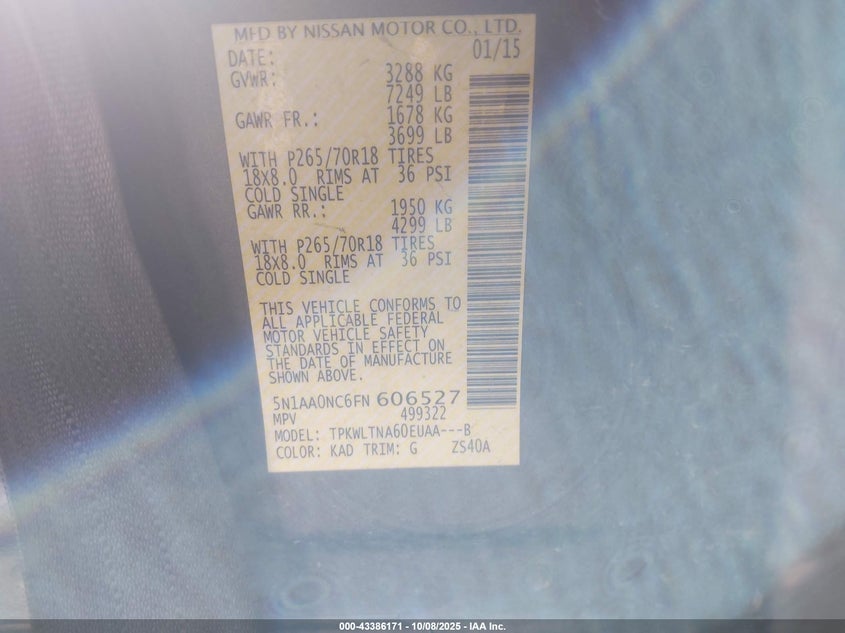 MFD BY NISSAN MOTOR CO., LTD.
DATE: 01/15
GVWR: 3288 KG
7249 LB
GAWR FR.: 1678 KG
3699 LB
WITH P265/70R18 TIRES
18X8.0 RIMS AT 36 PSI
COLD SINGLE
GAWR RR.: 1950 KG
4299 LB
WITH P265/70R18 TIRES
18X8.0 RIMS AT 36 PSI
COLD SINGLE
THIS VEHICLE CONFORMS TO
ALL APPLICABLE FEDERAL
MOTOR VEHICLE SAFETY
STANDARDS IN EFFECT ON
THE DATE OF MANUFACTURE
SHOWN ABOVE.
5N1AA0NC6FN 606527
MPV 499322
MODEL: TPKWLTNA60EUAA---B
COLOR: KAD TRIM: G ZS40A
000-43386171 - 10/08/2025 - IAA Inc.